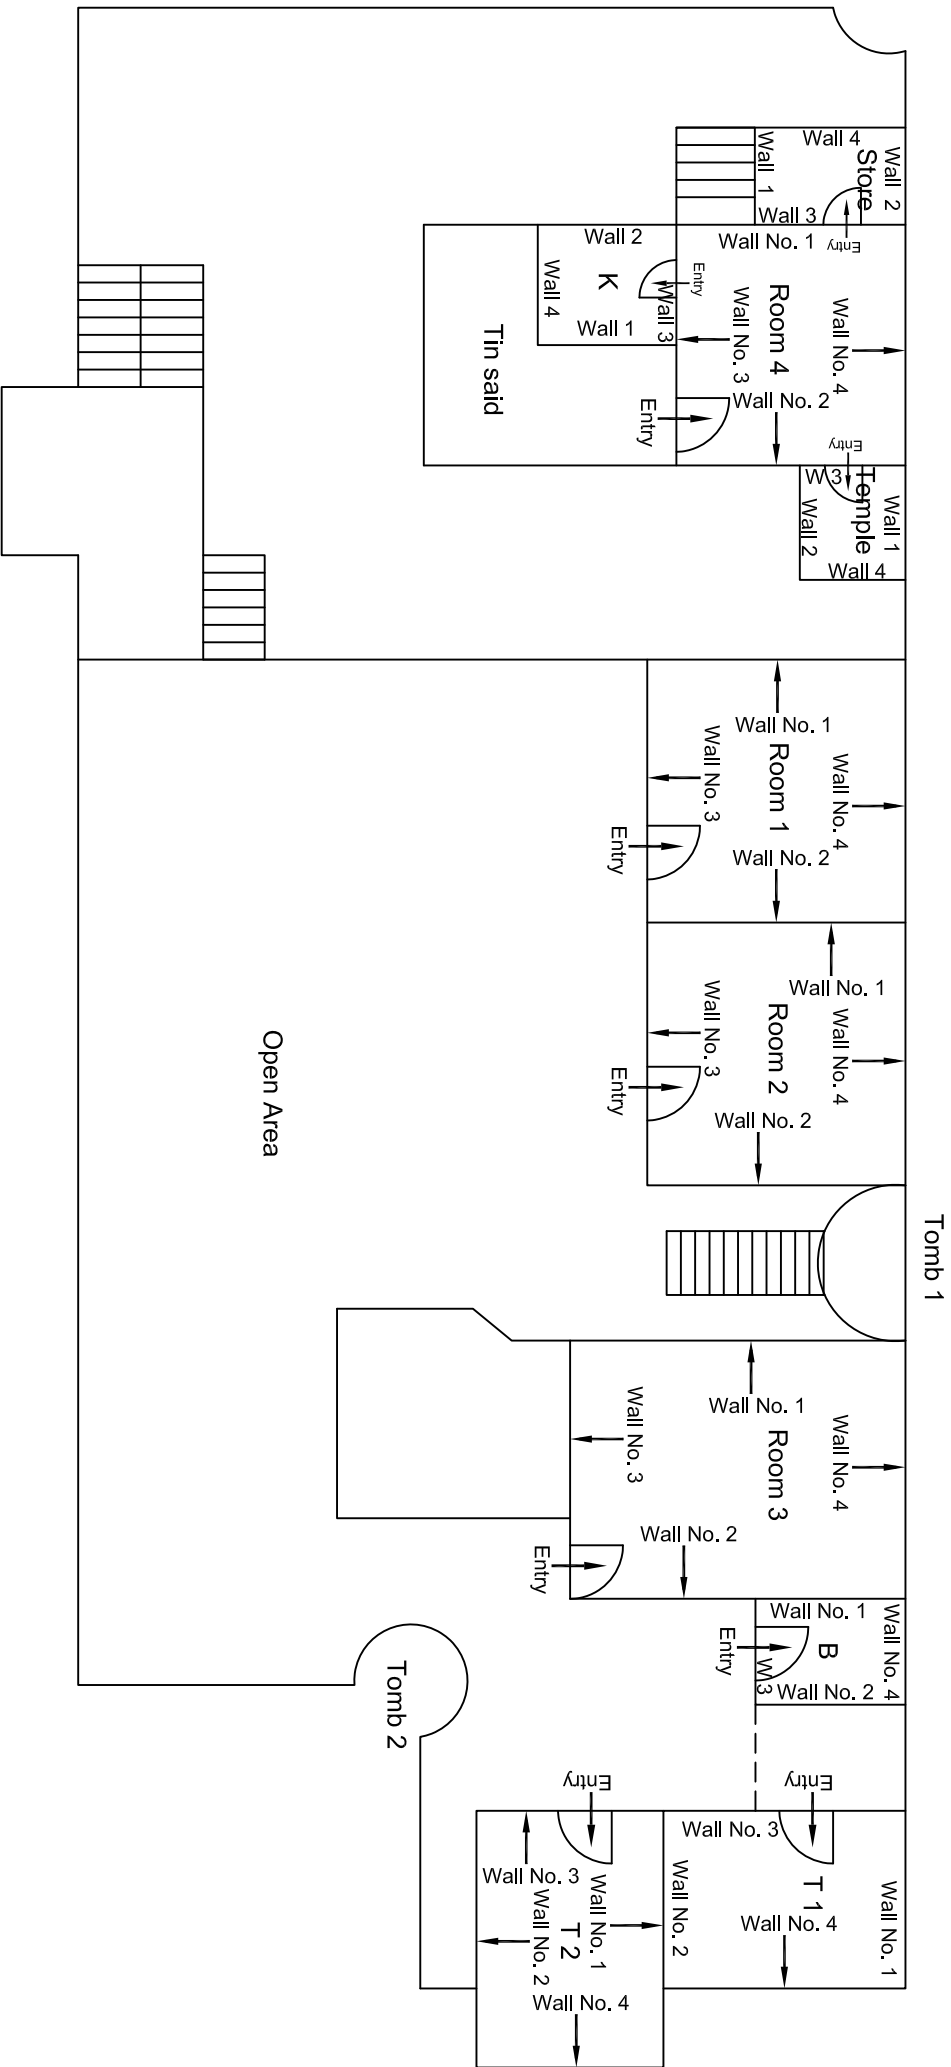 Wall 4
Wall 2
Store
Wall 1
Wall 3
Entry
Wall No. 1
Room 4
Wall No. 4
Wall No. 3
Wall No. 2
Entry
Entry
Wall 2
K
Wall 4
Wall 3
Wall 1
Tin said
Entry
Entry
W 3
Temple
Wall 1
Wall 2
Wall 4
Wall No. 1
Room 1
Wall No. 4
Wall No. 3
Wall No. 2
Entry
Wall No. 1
Room 2
Wall No. 4
Wall No. 3
Wall No. 2
Entry
Open Area
Tomb 1
Wall No. 1
Room 3
Wall No. 4
Wall No. 3
Wall No. 2
Entry
Wall No. 1
B
Wall No. 4
W 3
Wall No. 2
Entry
Tomb 2
Entry
Wall No. 3
T 1
Wall No. 1
Wall No. 2
Wall No. 4
Entry
Wall No. 3
Wall No. 1
T 2
Wall No. 2
Wall No. 4